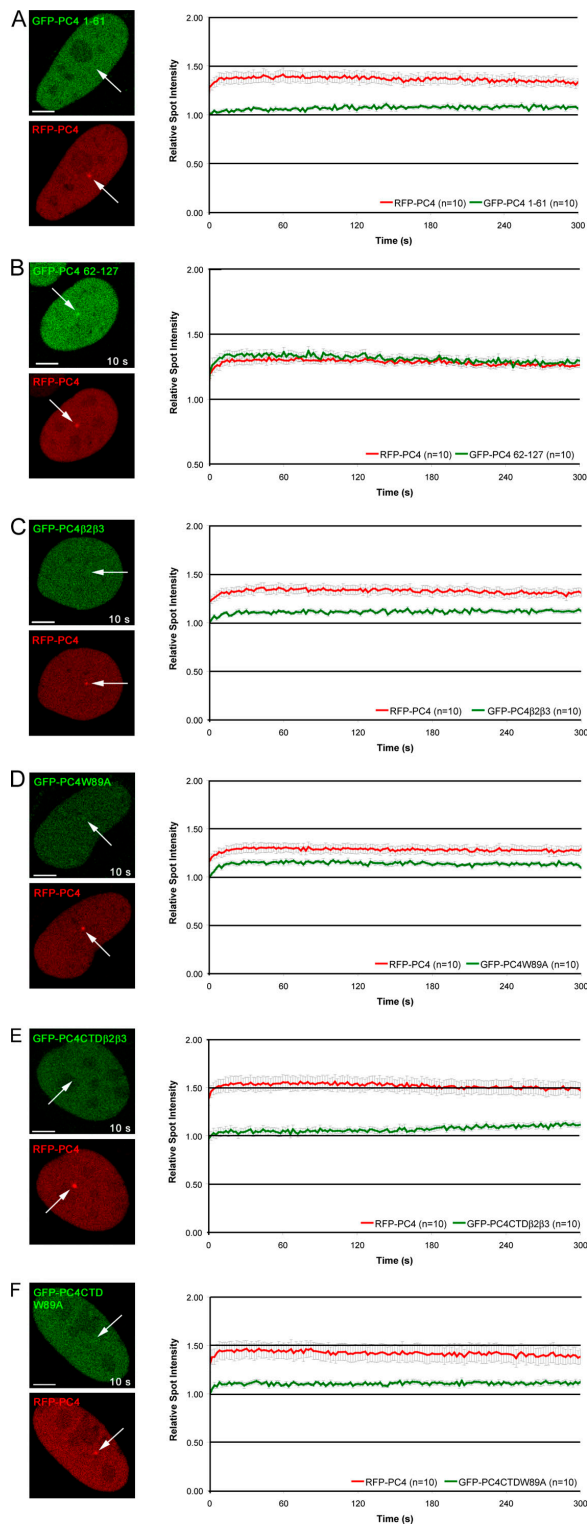 A
GFP-PC4 1-61
RFP-PC4
Relative Spot Intensity
2.00
1.50
1.00
0.50
0.00
0 60 120 180 240 300
RFP-PC4 (n=10) GFP-PC4 1-61 (n=10)
Time (s)
B
GFP-PC4 62-127
10 s
RFP-PC4
Relative Spot Intensity
2.00
1.50
1.00
0.50
0 60 120 180 240 300
RFP-PC4 (n=10) GFP-PC4 62-127 (n=10)
Time (s)
C
GFP-PC4β2β3
10 s
RFP-PC4
Relative Spot Intensity
2.00
1.50
1.00
0.50
0.00
0 60 120 180 240 300
RFP-PC4 (n=10) GFP-PC4β2β3 (n=10)
Time (s)
D
GFP-PC4W89A
10 s
RFP-PC4
Relative Spot Intensity
2.00
1.50
1.00
0.50
0.00
0 60 120 180 240 300
RFP-PC4 (n=10) GFP-PC4W89A (n=10)
Time (s)
E
GFP-PC4CTDβ2β3
10 s
RFP-PC4
Relative Spot Intensity
2.00
1.50
1.00
0.50
0.00
0 60 120 180 240 300
RFP-PC4 (n=10) GFP-PC4CTDβ2β3 (n=10)
Time (s)
F
GFP-PC4CTD
W89A
10 s
RFP-PC4
Relative Spot Intensity
2.00
1.50
1.00
0.50
0.00
0 60 120 180 240 300
RFP-PC4 (n=10) GFP-PC4CTDW89A (n=10)
Time (s)